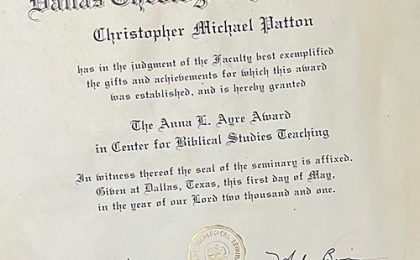 Dallas
Christopher Michael Patton
has in the judgment of the Faculty best exemplified
the gifts and achievements for which this award
was established, and is hereby granted
The Anna L. Ayre Award
in Center for Biblical Studies Teaching
In witness thereof the seal of the seminary is affixed.
Given at Dallas, Texas, this first day of May,
in the year of our Lord two thousand and one.